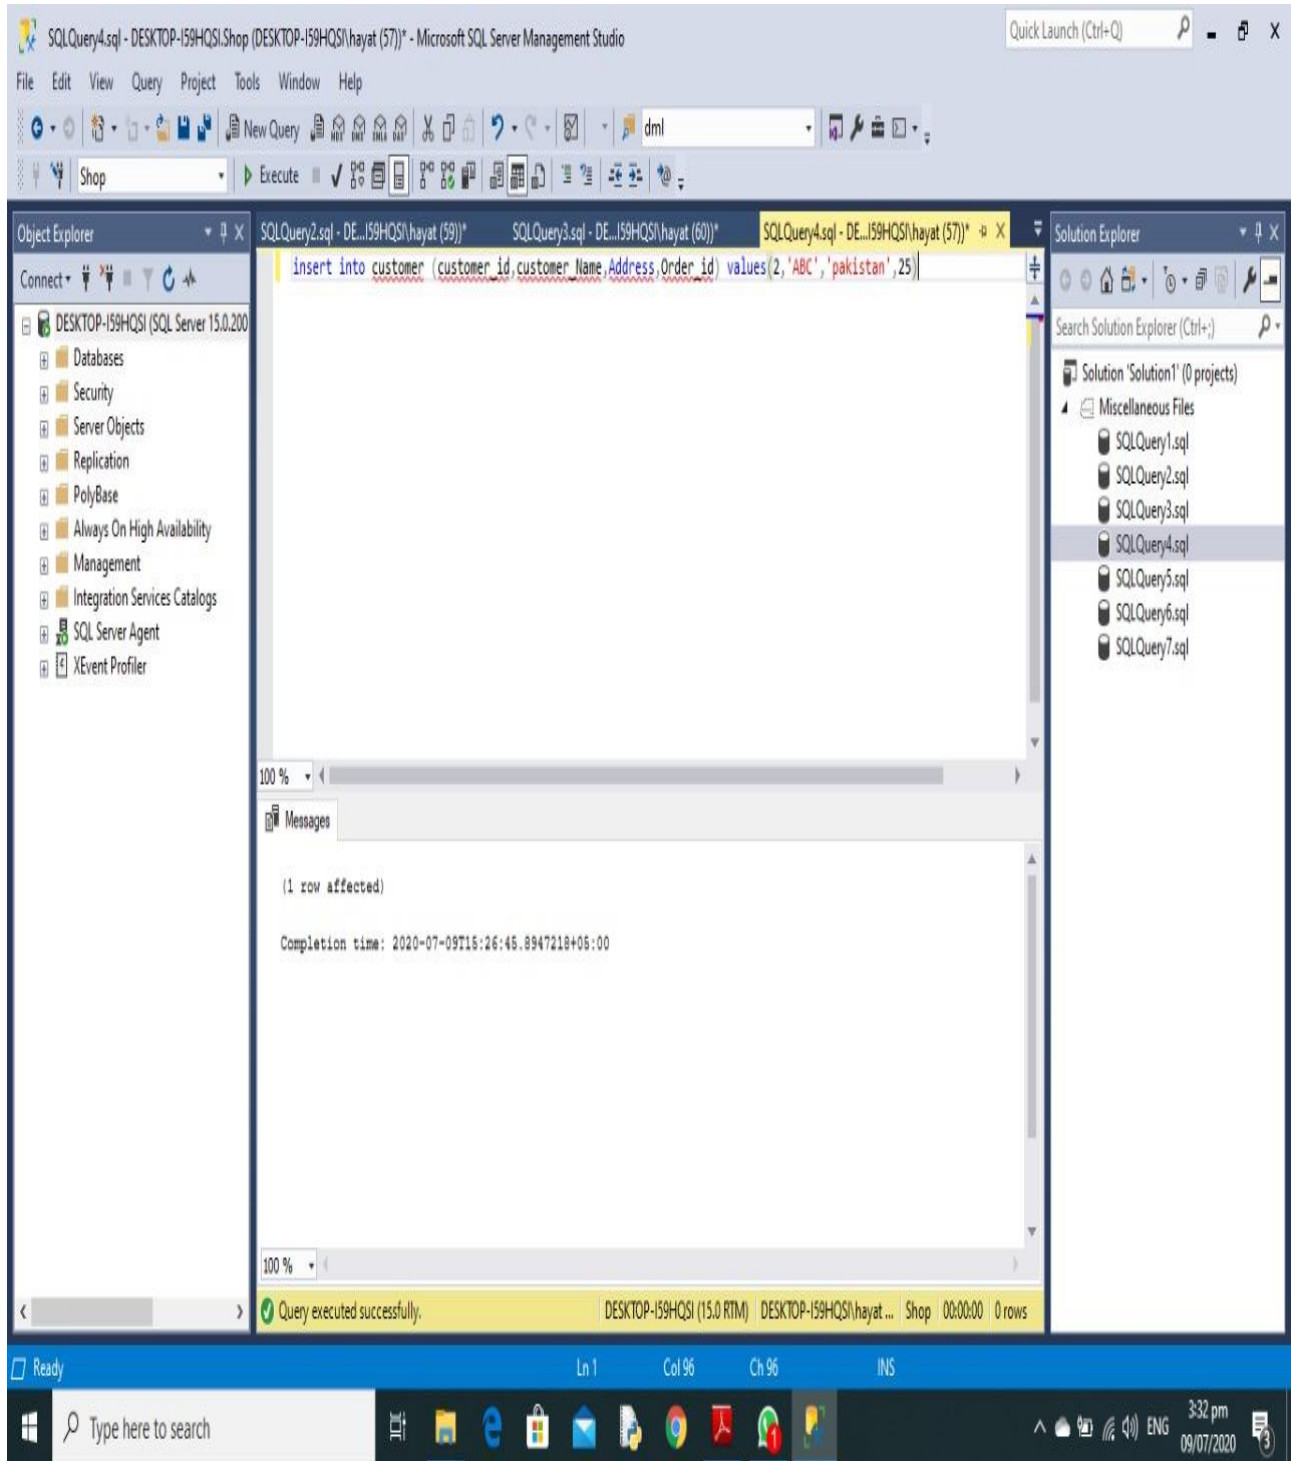 SQLQuery4.sql - DESKTOP-I59HQSI.Shop (DESKTOP-I59HQSI\hayat (57))* - Microsoft SQL Server Management Studio
Quick Launch (Ctrl+Q)
File Edit View Query Project Tools Window Help
New Query
dml
Shop
Execute
Object Explorer
Connect
DESKTOP-I59HQSI (SQL Server 15.0.200
Databases
Security
Server Objects
Replication
PolyBase
Always On High Availability
Management
Integration Services Catalogs
SQL Server Agent
XEvent Profiler
SQLQuery2.sql - DE...I59HQSI\hayat (59))* SQLQuery3.sql - DE...I59HQSI\hayat (60))* SQLQuery4.sql - DE...I59HQSI\hayat (57))*
insert into customer (customer_id,customer_Name,Address,Order_id) values(2,'ABC','pakistan',25)
100 %
Messages
(1 row affected)
Completion time: 2020-07-09T15:26:45.8947218+05:00
100 %
Query executed successfully. DESKTOP-I59HQSI (15.0 RTM) DESKTOP-I59HQSI\hayat ... Shop 00:00:00 0 rows
Solution Explorer
Search Solution Explorer (Ctrl+;)
Solution 'Solution1' (0 projects)
Miscellaneous Files
SQLQuery1.sql
SQLQuery2.sql
SQLQuery3.sql
SQLQuery4.sql
SQLQuery5.sql
SQLQuery6.sql
SQLQuery7.sql
Ready Ln 1 Col 96 Ch 96 INS
Type here to search
ENG
3:32 pm
09/07/2020